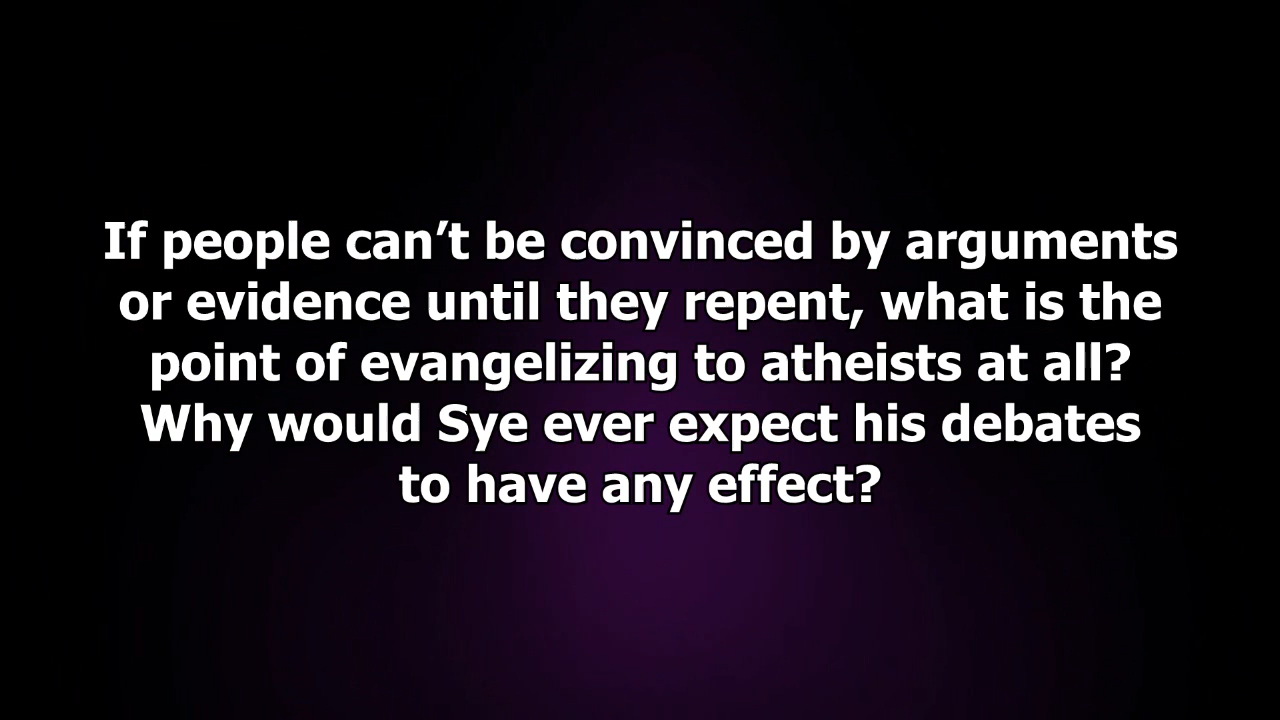 If people can’t be convinced by arguments
or evidence until they repent, what is the
point of evangelizing to atheists at all?
Why would Sye ever expect his debates
to have any effect?